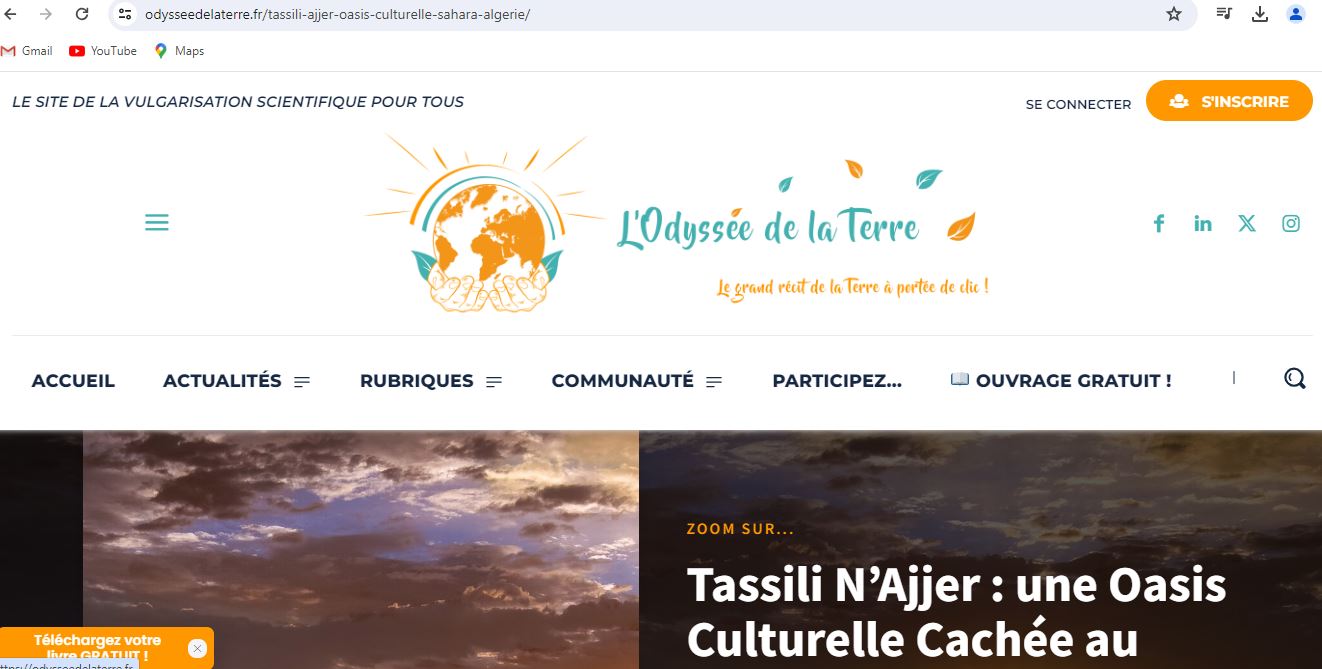 odysseedelaterre.fr/tassili-ajjer-oasis-culturelle-sahara-algerie/
Gmail YouTube Maps
LE SITE DE LA VULGARISATION SCIENTIFIQUE POUR TOUS
SE CONNECTER
S'INSCRIRE
L'Odyssée de la Terre
Le grand récit de la Terre à portée de clic !
ACCUEIL ACTUALITÉS RUBRIQUES COMMUNAUTÉ PARTICIPEZ... OUVRAGE GRATUIT !
ZOOM SUR...
Tassili N’Ajjer : une Oasis
Culturelle Cachée au
Téléchargez votre
livre GRATUIT !
ttps://odysseedelaterre.fr